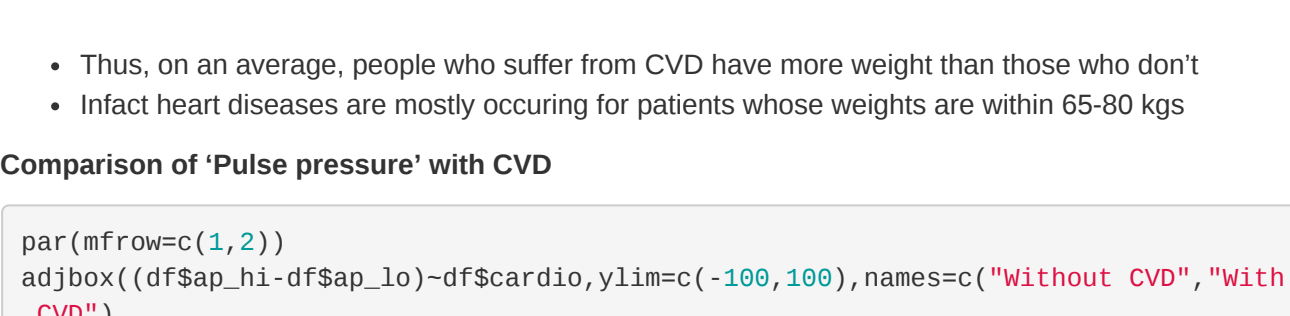 • Thus, on an average, people who suffer from CVD have more weight than those who don’t
• Infact heart diseases are mostly occuring for patients whose weights are within 65-80 kgs
Comparison of ‘Pulse pressure’ with CVD
par(mfrow=c(1,2))
adjbox((df$ap_hi-df$ap_lo)~df$cardio,ylim=c(-100,100),names=c("Without CVD","With
CVD")